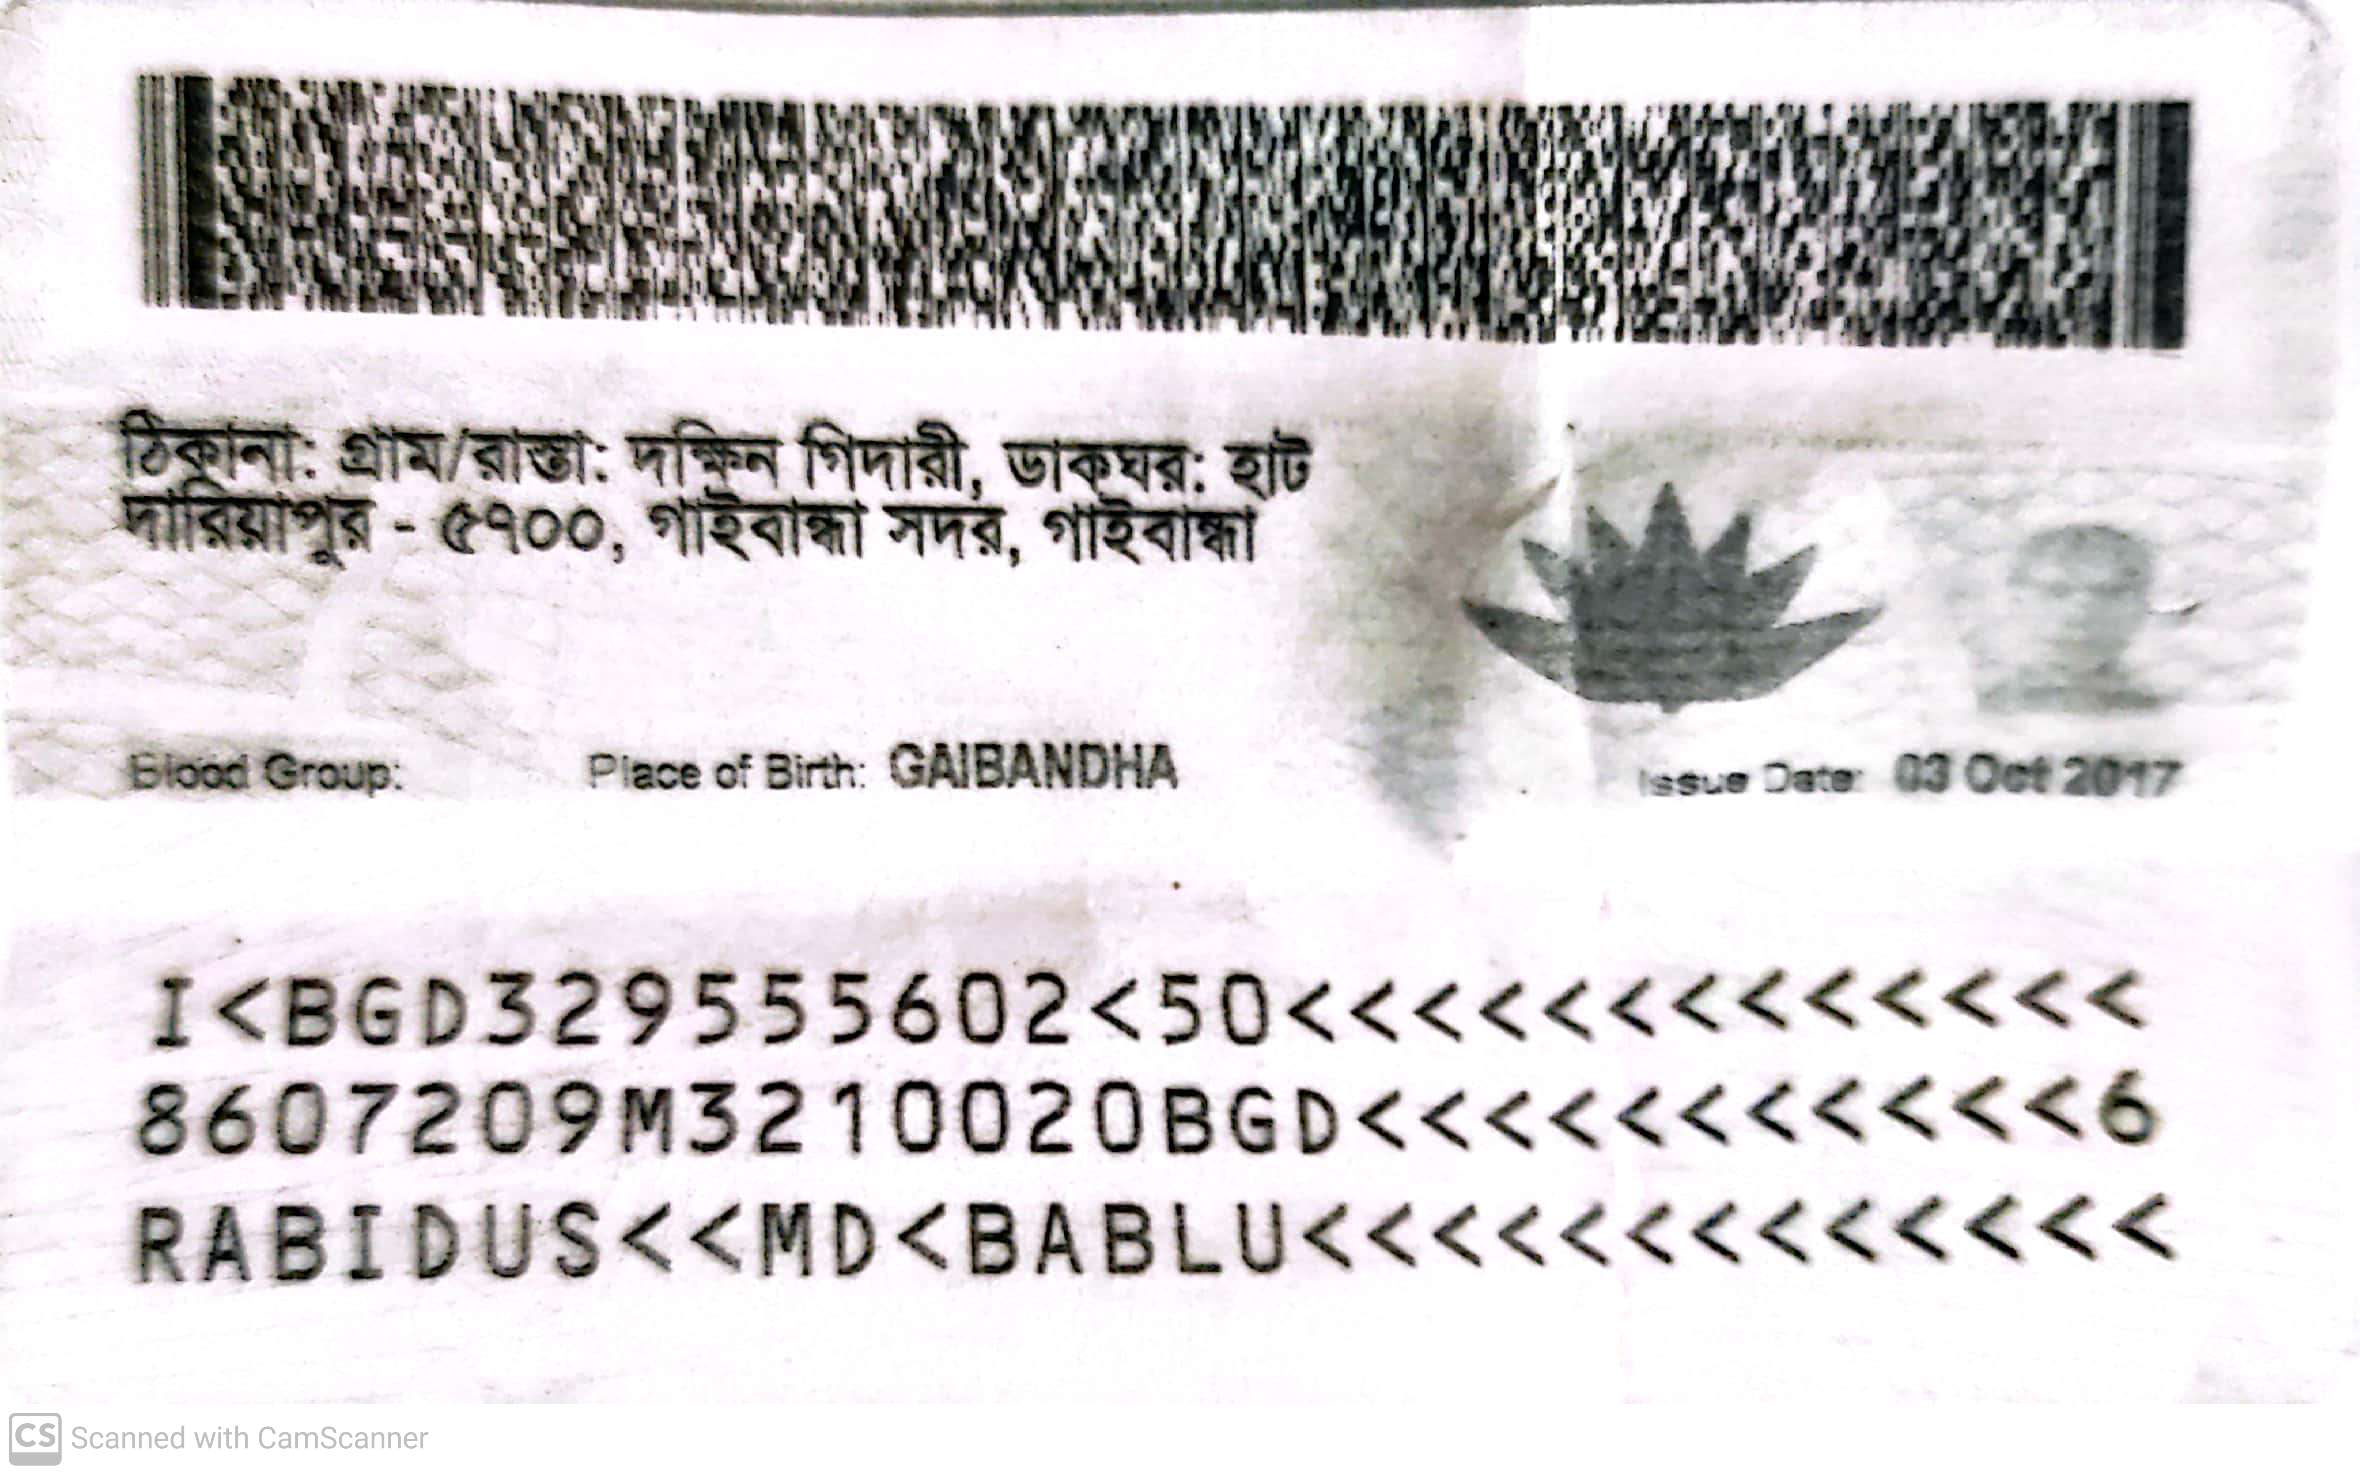 ঠিকানা: গ্রাম/রাস্তা: দক্ষিন গিদারী, ডাকঘর: হাট
দারিয়াপুর - ৫৭০০, গাইবান্ধা সদর, গাইবান্ধা
Blood Group:
Place of Birth: GAIBANDHA
Issue Date: 03 Oct 2017
I<BGD329555602<50<<<<<<<<<<<<<
8607209M3210020BGD<<<<<<<<<<<6
RABIDUS<<MD<BABLU<<<<<<<<<<<<<
CS Scanned with CamScanner